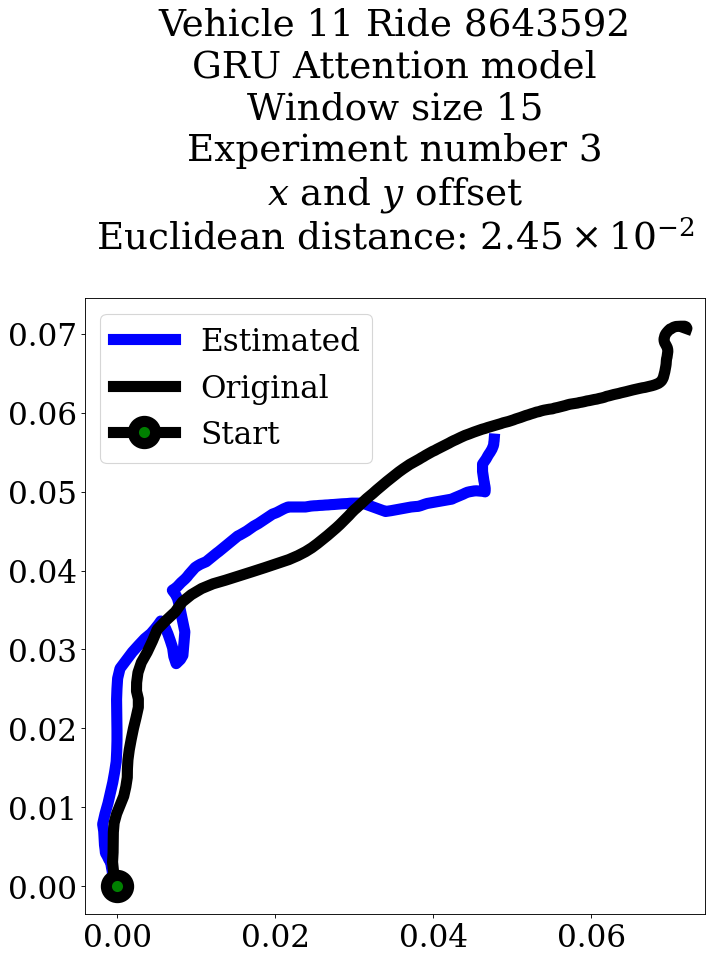 Vehicle 11 Ride 8643592
GRU Attention model
Window size 15
Experiment number 3
x and y offset
Euclidean distance: 2.45 × 10⁻²
Estimated
Original
Start
0.07
0.06
0.05
0.04
0.03
0.02
0.01
0.00
0.00 0.02 0.04 0.06